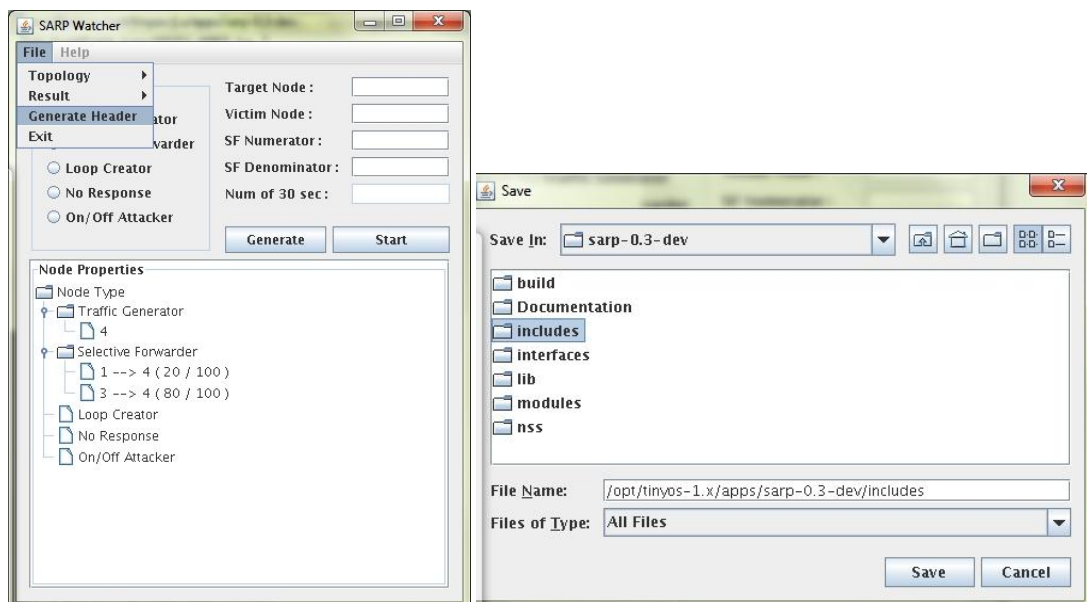 SARP Watcher
File Help
Topology
Result
Generate Header
Exit
ator
warder
Loop Creator
No Response
On/Off Attacker
Target Node :
Victim Node :
SF Numerator :
SF Denominator :
Num of 30 sec :
Generate Start
Node Properties
Node Type
Traffic Generator
4
Selective Forwarder
1 --> 4 ( 20 / 100 )
3 --> 4 ( 80 / 100 )
Loop Creator
No Response
On/Off Attacker
Save
Save In: sarp-0.3-dev
build
Documentation
includes
interfaces
lib
modules
nss
File Name: /opt/tinyos-1.x/apps/sarp-0.3-dev/includes
Files of Type: All Files
Save Cancel